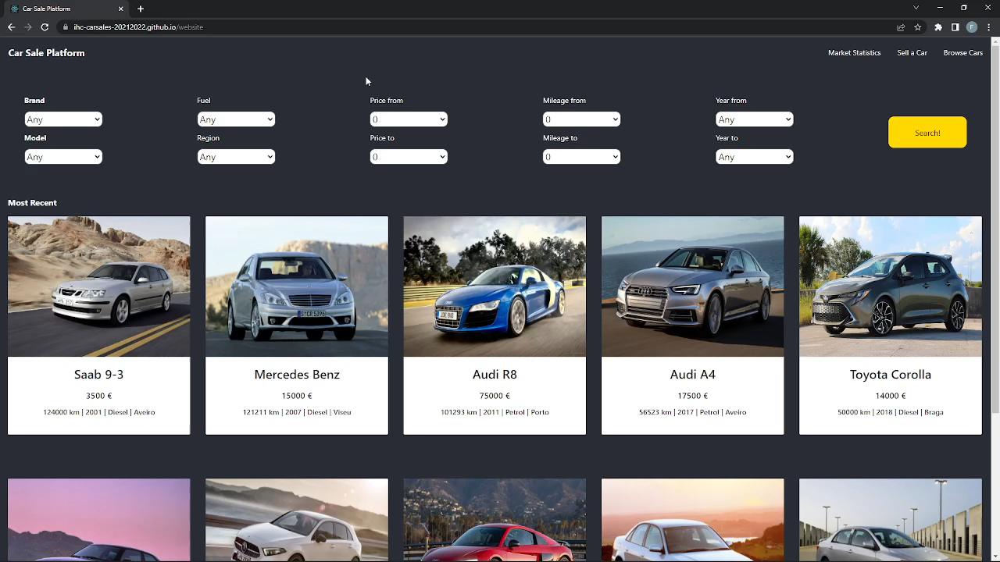 Car Sale Platform
ihc-carsales-20212022.github.io/website
F
Car Sale Platform
Market Statistics
Sell a Car
Browse Cars
Brand
Fuel
Price from
Mileage from
Year from
Any
Any
0
0
Any
Search!
Model
Region
Price to
Mileage to
Year to
Any
Any
0
0
Any
Most Recent
Saab 9-3
3500 €
124000 km | 2001 | Diesel | Aveiro
S CR 5396
Mercedes Benz
15000 €
121211 km | 2007 | Diesel | Viseu
Audi R8
75000 €
101293 km | 2011 | Petrol | Porto
Audi A4
17500 €
56523 km | 2017 | Petrol | Aveiro
Toyota Corolla
14000 €
50000 km | 2018 | Diesel | Braga